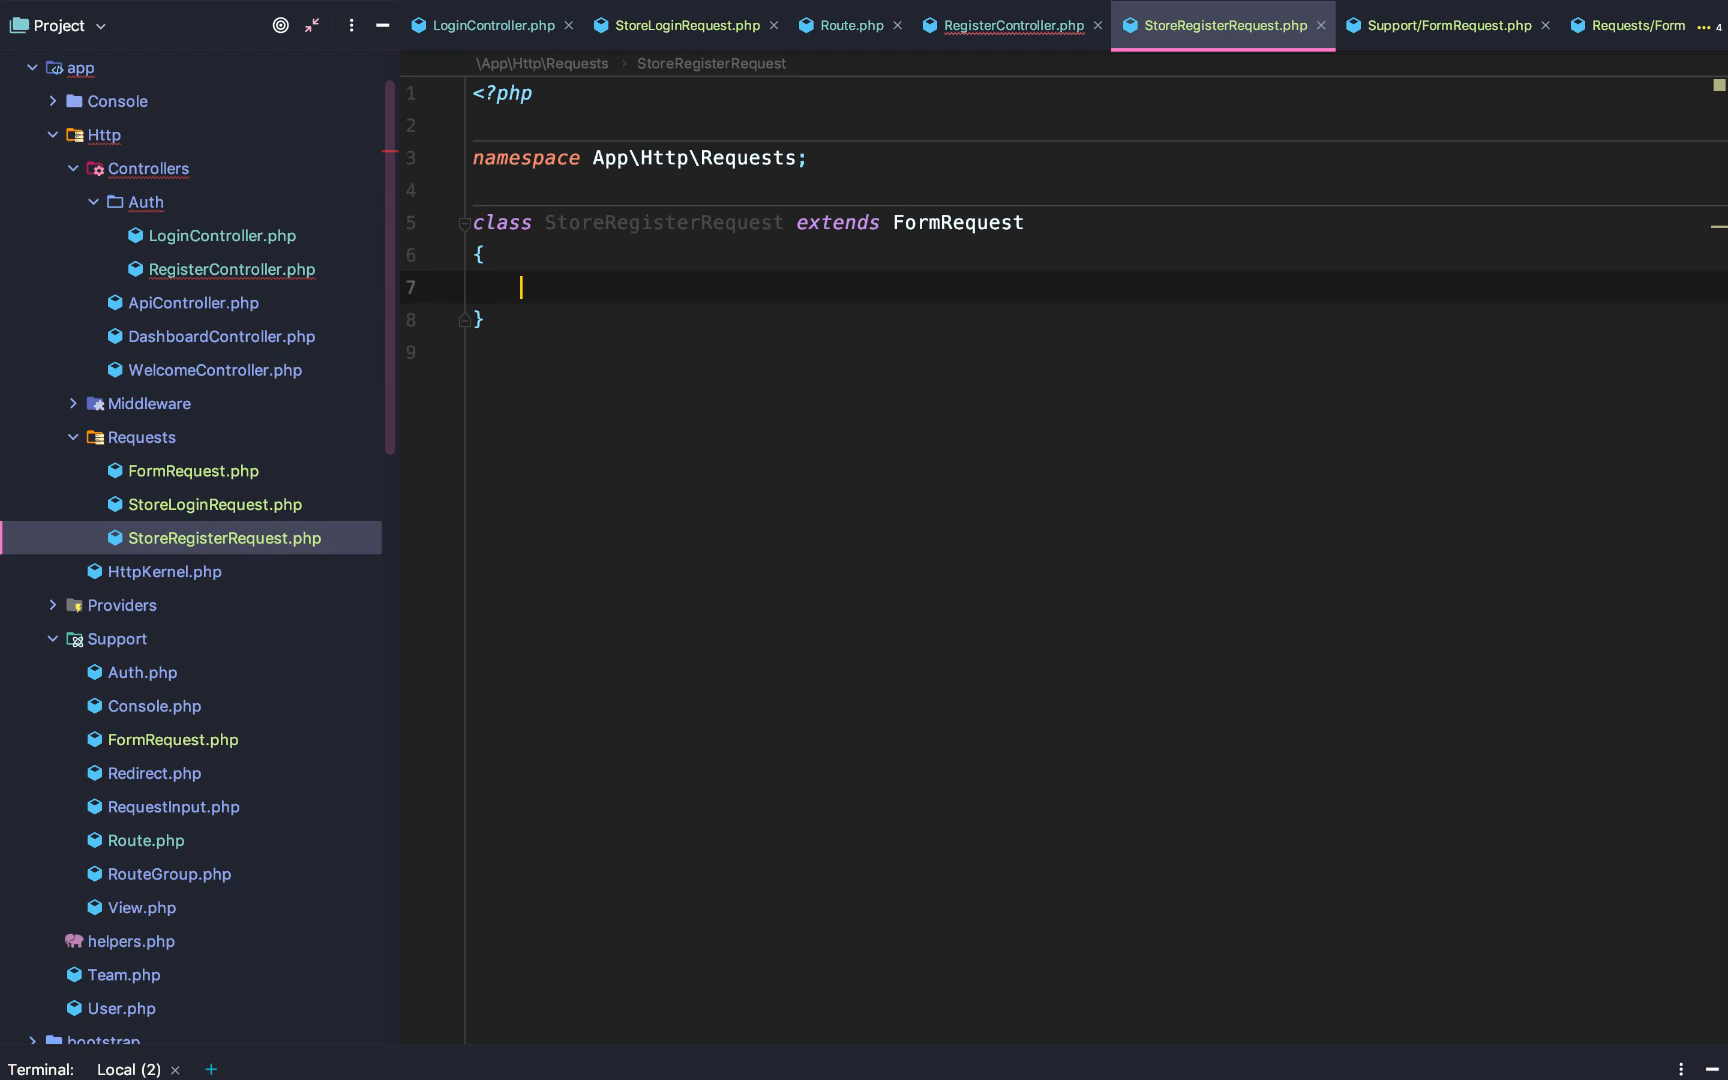 Project
LoginController.php
StoreLoginRequest.php
Route.php
RegisterController.php
StoreRegisterRequest.php
Support/FormRequest.php
Requests/Form
4
app
Console
Http
Controllers
Auth
LoginController.php
RegisterController.php
ApiController.php
DashboardController.php
WelcomeController.php
Middleware
Requests
FormRequest.php
StoreLoginRequest.php
StoreRegisterRequest.php
HttpKernel.php
Providers
Support
Auth.php
Console.php
FormRequest.php
Redirect.php
RequestInput.php
Route.php
RouteGroup.php
View.php
helpers.php
Team.php
User.php
bootstrap
\App\Http\Requests › StoreRegisterRequest
1 <?php
2
3 namespace App\Http\Requests;
4
5 class StoreRegisterRequest extends FormRequest
6 {
7
8 }
9
Terminal: Local (2) × +